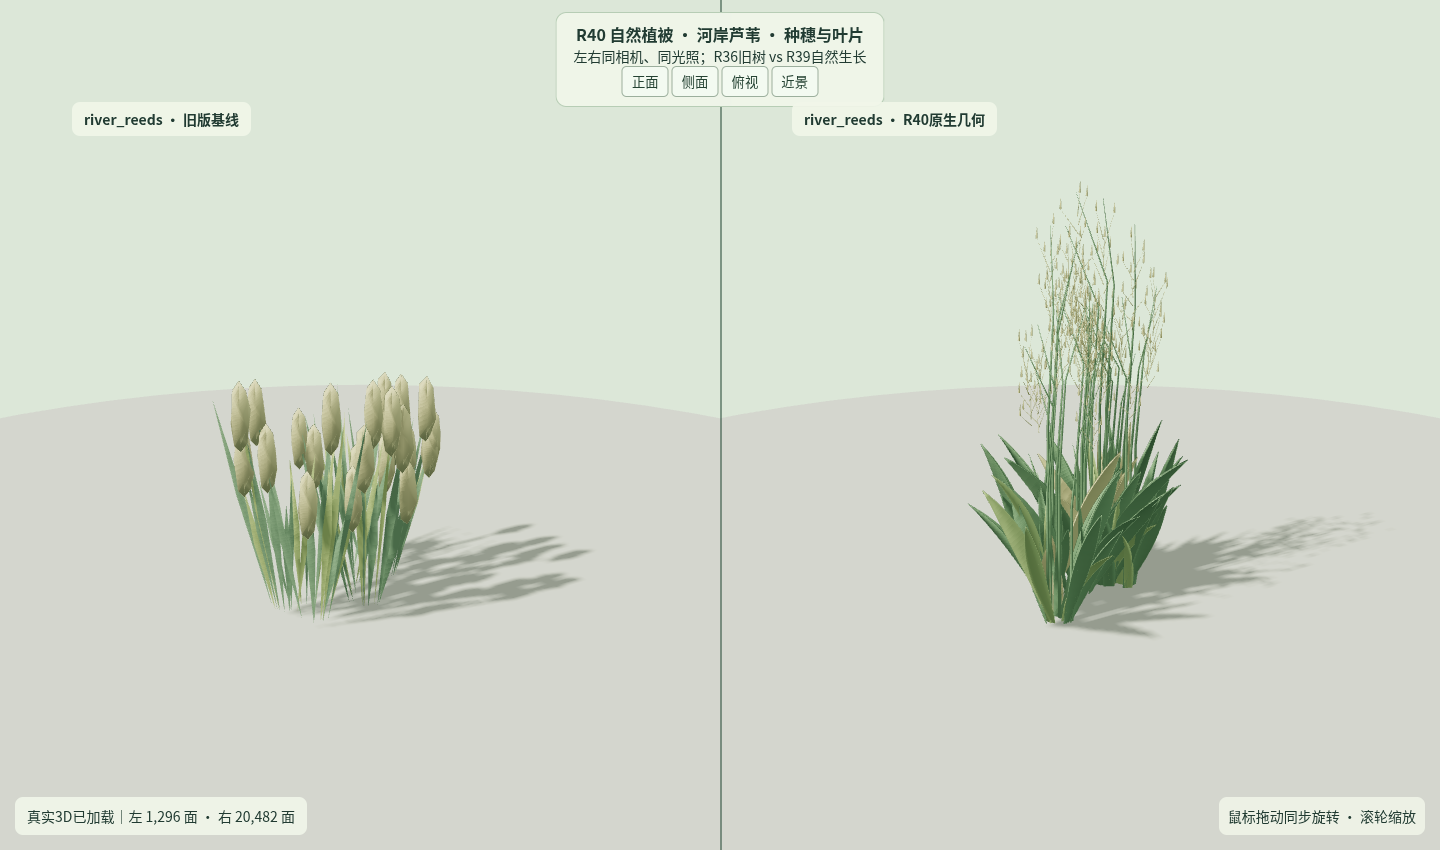 R40 自然植被 · 河岸芦苇 · 种穗与叶片
左右同相机、同光照；R36旧树 vs R39自然生长
正面 侧面 俯视 近景
river_reeds · 旧版基线
river_reeds · R40原生几何
真实3D已加载｜左 1,296 面 · 右 20,482 面
鼠标拖动同步旋转 · 滚轮缩放